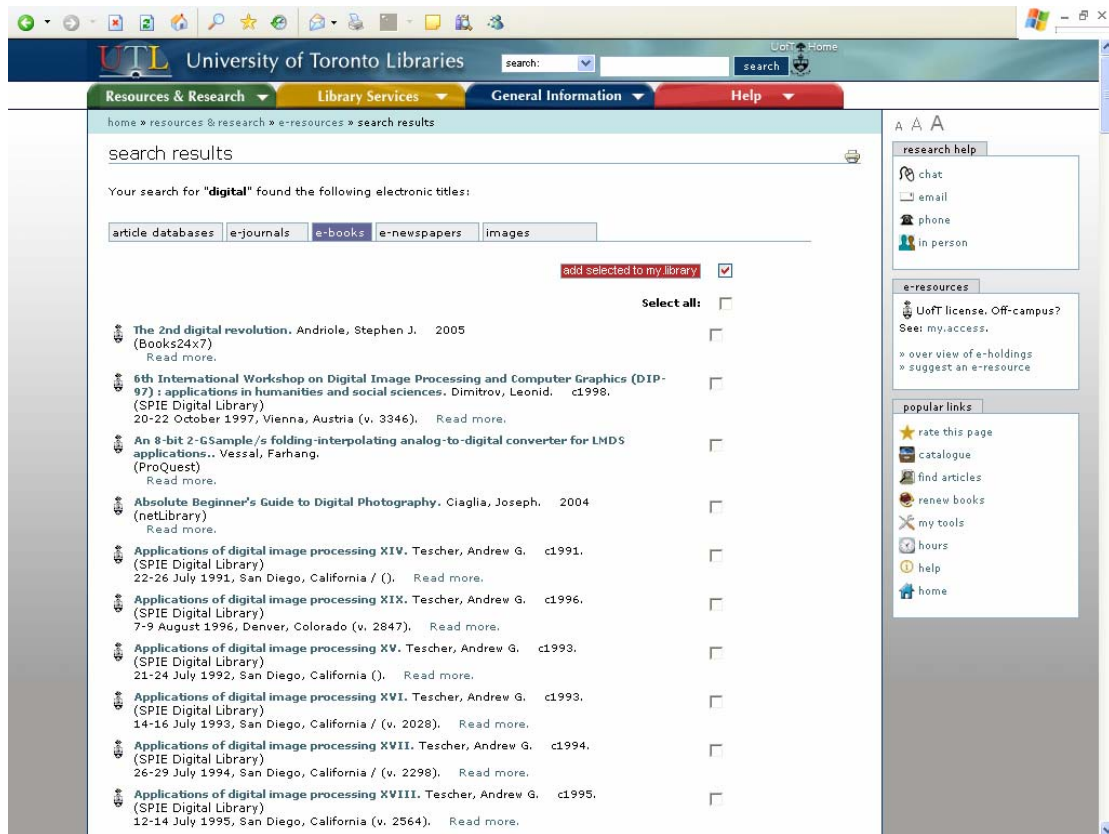 UTL University of Toronto Libraries
search:
search
UofT Home
Resources & Research
Library Services
General Information
Help
home » resources & research » e-resources » search results
search results
Your search for "digital" found the following electronic titles:
article databases
e-journals
e-books
e-newspapers
images
add selected to my.library
Select all:
The 2nd digital revolution. Andriole, Stephen J. 2005
(Books24x7)
Read more.
6th International Workshop on Digital Image Processing and Computer Graphics (DIP-
97) : applications in humanities and social sciences. Dimitrov, Leonid. c1998.
(SPIE Digital Library)
20-22 October 1997, Vienna, Austria (v. 3346). Read more.
An 8-bit 2-GSample/s folding-interpolating analog-to-digital converter for LMDS
applications.. Vessal, Farhang.
(ProQuest)
Read more.
Absolute Beginner's Guide to Digital Photography. Ciaglia, Joseph. 2004
(netLibrary)
Read more.
Applications of digital image processing XIV. Tescher, Andrew G. c1991.
(SPIE Digital Library)
22-26 July 1991, San Diego, California / (). Read more.
Applications of digital image processing XIX. Tescher, Andrew G. c1996.
(SPIE Digital Library)
7-9 August 1996, Denver, Colorado (v. 2847). Read more.
Applications of digital image processing XV. Tescher, Andrew G. c1993.
(SPIE Digital Library)
21-24 July 1992, San Diego, California (). Read more.
Applications of digital image processing XVI. Tescher, Andrew G. c1993.
(SPIE Digital Library)
14-16 July 1993, San Diego, California / (v. 2028). Read more.
Applications of digital image processing XVII. Tescher, Andrew G. c1994.
(SPIE Digital Library)
26-29 July 1994, San Diego, California / (v. 2298). Read more.
Applications of digital image processing XVIII. Tescher, Andrew G. c1995.
(SPIE Digital Library)
12-14 July 1995, San Diego, California (v. 2564). Read more.
A A A
research help
chat
email
phone
in person
e-resources
UofT license. Off-campus?
See: my.access.
» over view of e-holdings
» suggest an e-resource
popular links
rate this page
catalogue
find articles
renew books
my tools
hours
help
home